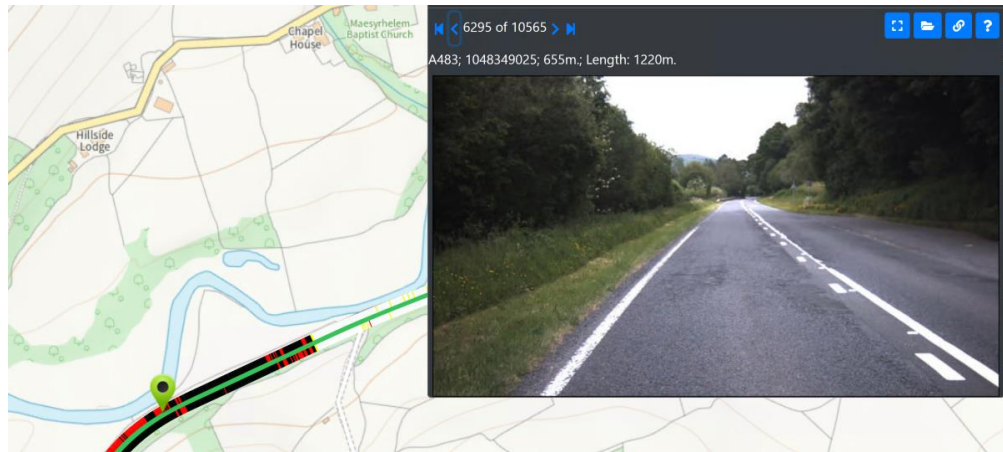 Chapel
House
Maesyrhelem
Baptist Church
Hillside
Lodge
6295 of 10565
?
A483; 1048349025; 655m.; Length: 1220m.